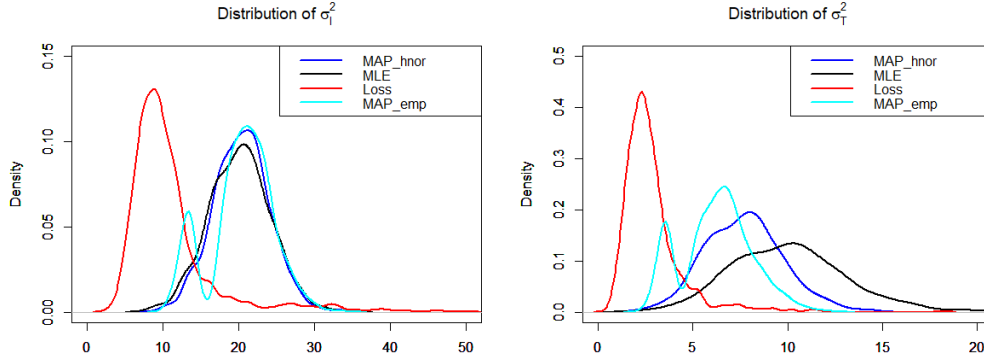 Distribution of σ_I^2
Density
0.15
0.10
0.05
0.00
0 10 20 30 40 50
MAP_hnor
MLE
Loss
MAP_emp
Distribution of σ_T^2
Density
0.5
0.4
0.3
0.2
0.1
0.0
0 5 10 15 20
MAP_hnor
MLE
Loss
MAP_emp